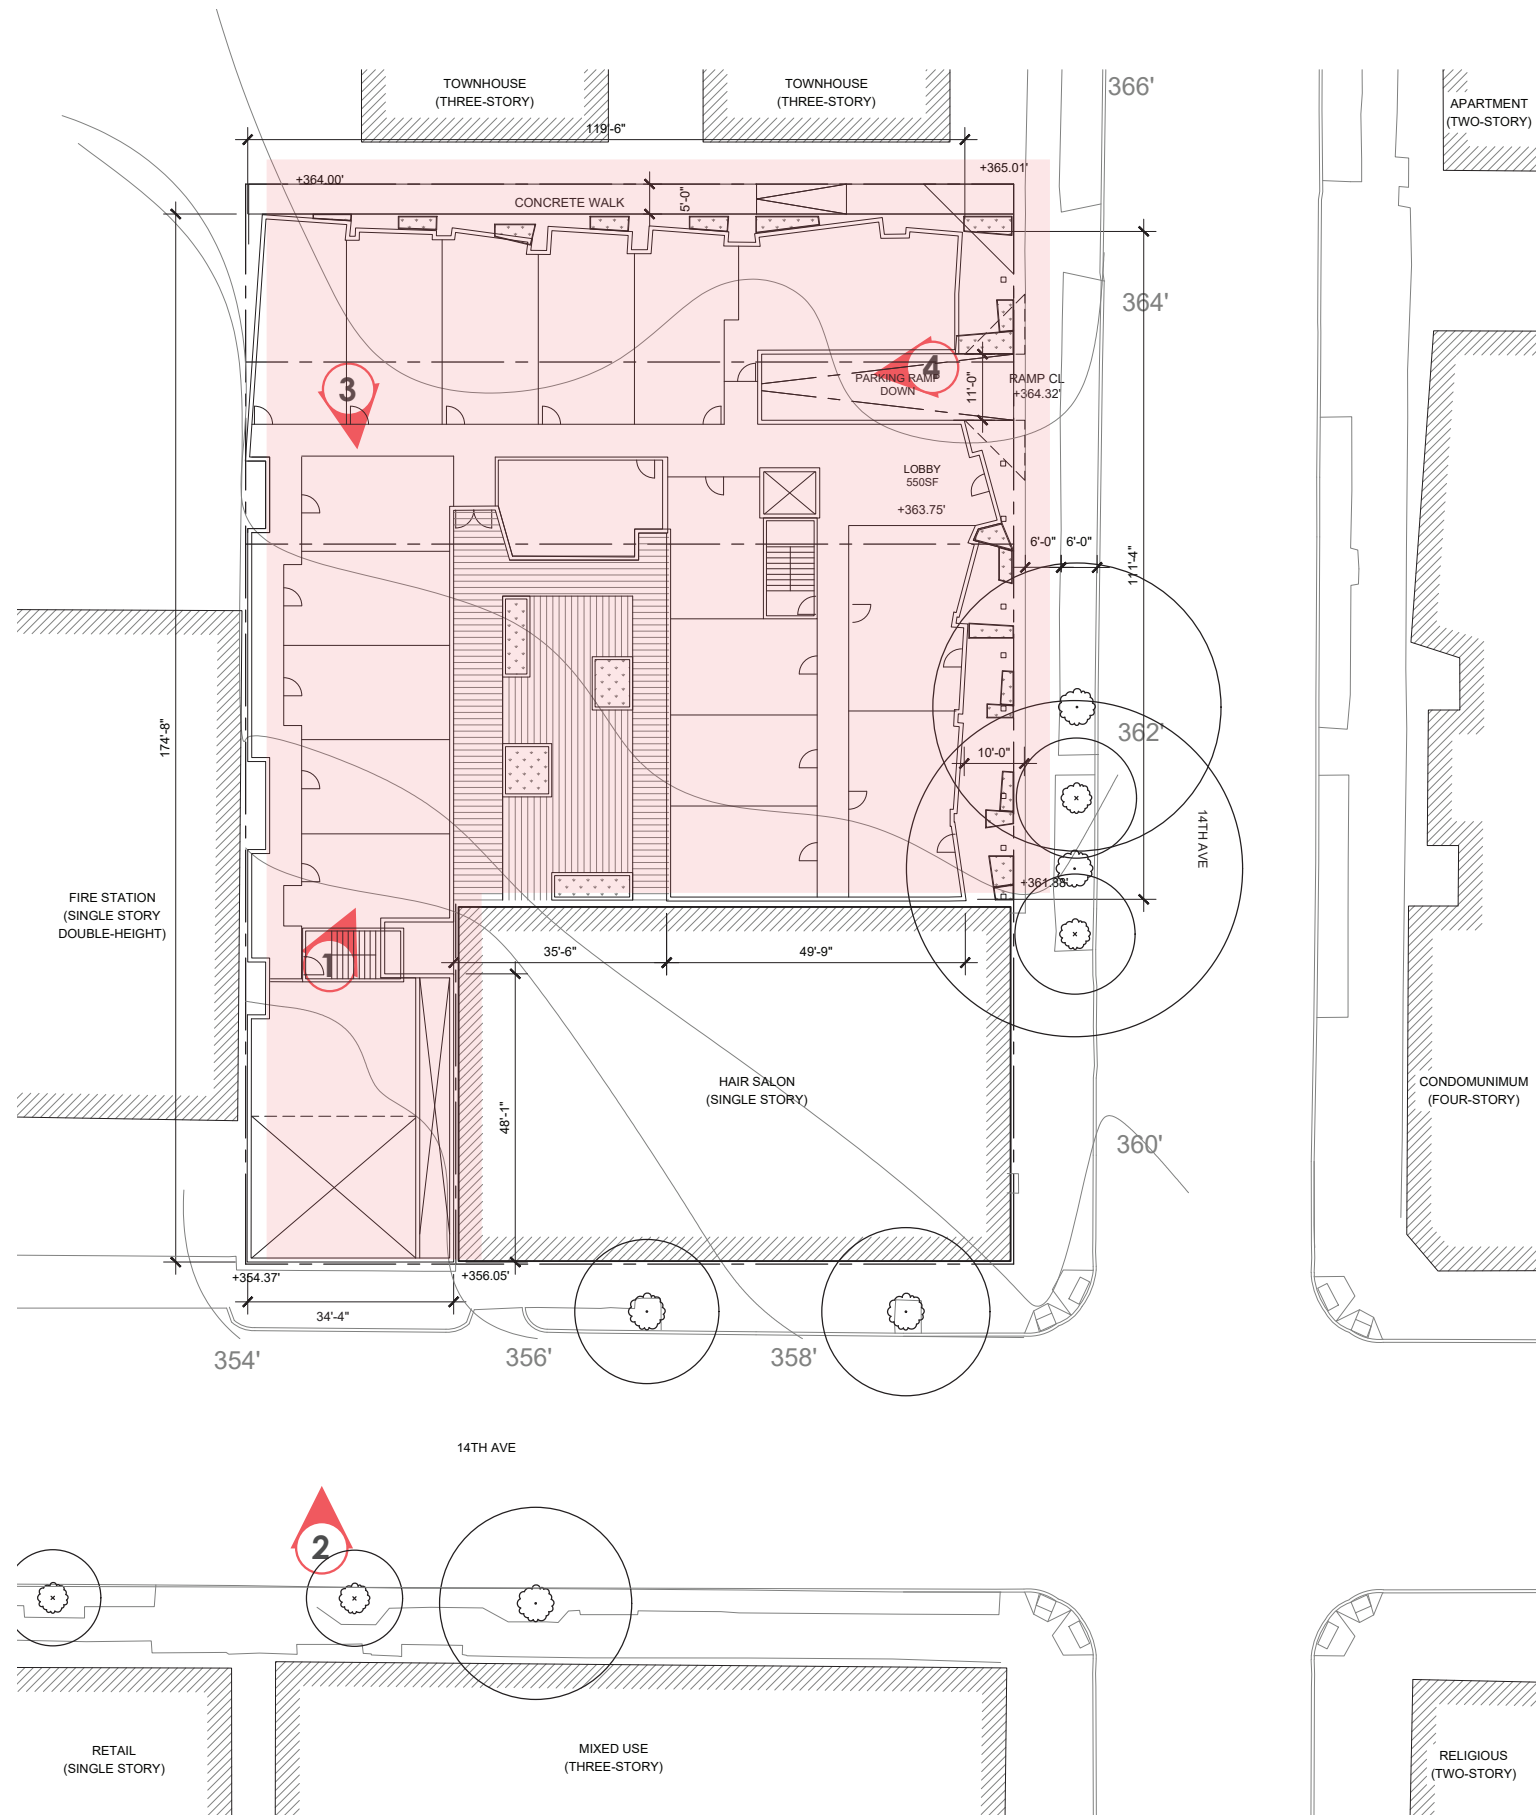 TOWNHOUSE
(THREE-STORY)
TOWNHOUSE
(THREE-STORY)
366'
APARTMENT
(TWO-STORY)
119'-6"
+365.01'
+364.00'
CONCRETE WALK
5'-0"
364'
3
4
PARKING RAMP
DOWN
11'-0"
RAMP CL
+364.32'
LOBBY
550SF
+363.75'
6'-0"
6'-0"
111'-4"
174'-8"
362'
10'-0"
14TH AVE
+361.38'
FIRE STATION
(SINGLE STORY
DOUBLE-HEIGHT)
1
35'-6"
49'-9"
HAIR SALON
(SINGLE STORY)
48'-1"
CONDOMUNIMUM
(FOUR-STORY)
360'
+354.37'
+356.05'
34'-4"
354'
356'
358'
14TH AVE
2
RETAIL
(SINGLE STORY)
MIXED USE
(THREE-STORY)
RELIGIOUS
(TWO-STORY)